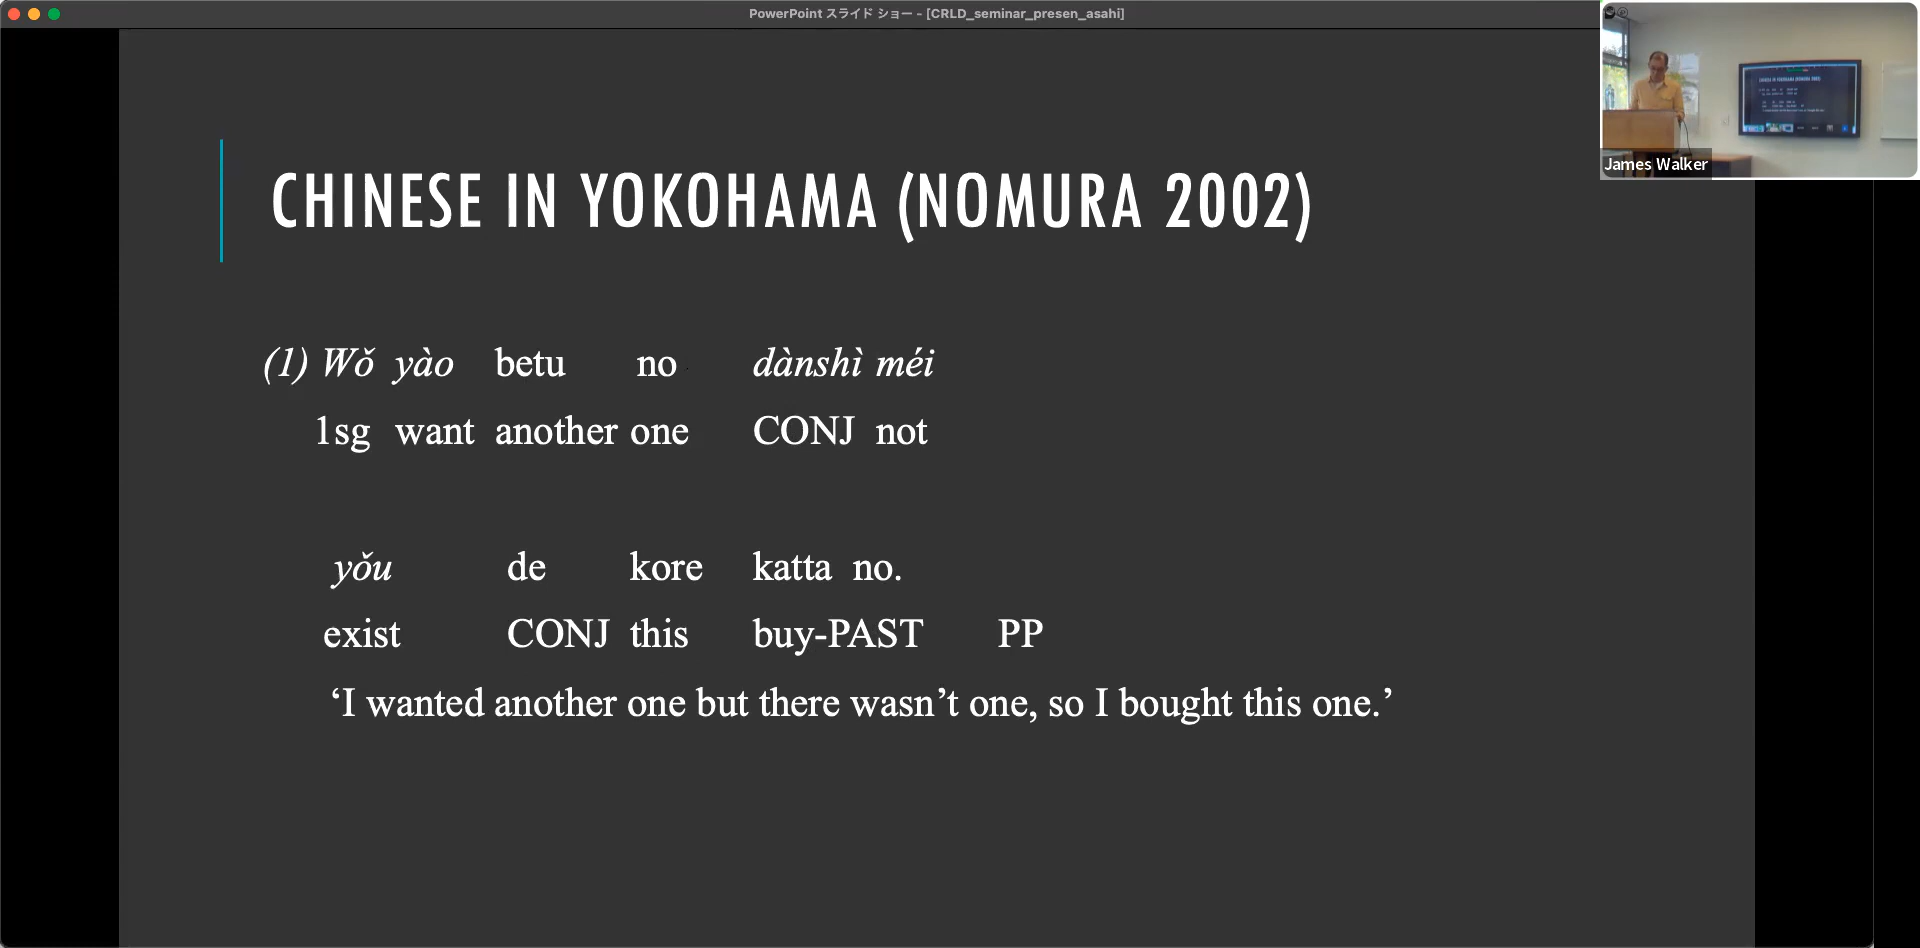 PowerPoint スライド ショー - [CRLD_seminar_presen_asahi]
James Walker
CHINESE IN YOKOHAMA (NOMURA 2002)
(1) Wǒ yào betu no dànshì méi
1sg want another one CONJ not
yǒu de kore katta no.
exist CONJ this buy-PAST PP
‘I wanted another one but there wasn’t one, so I bought this one.’